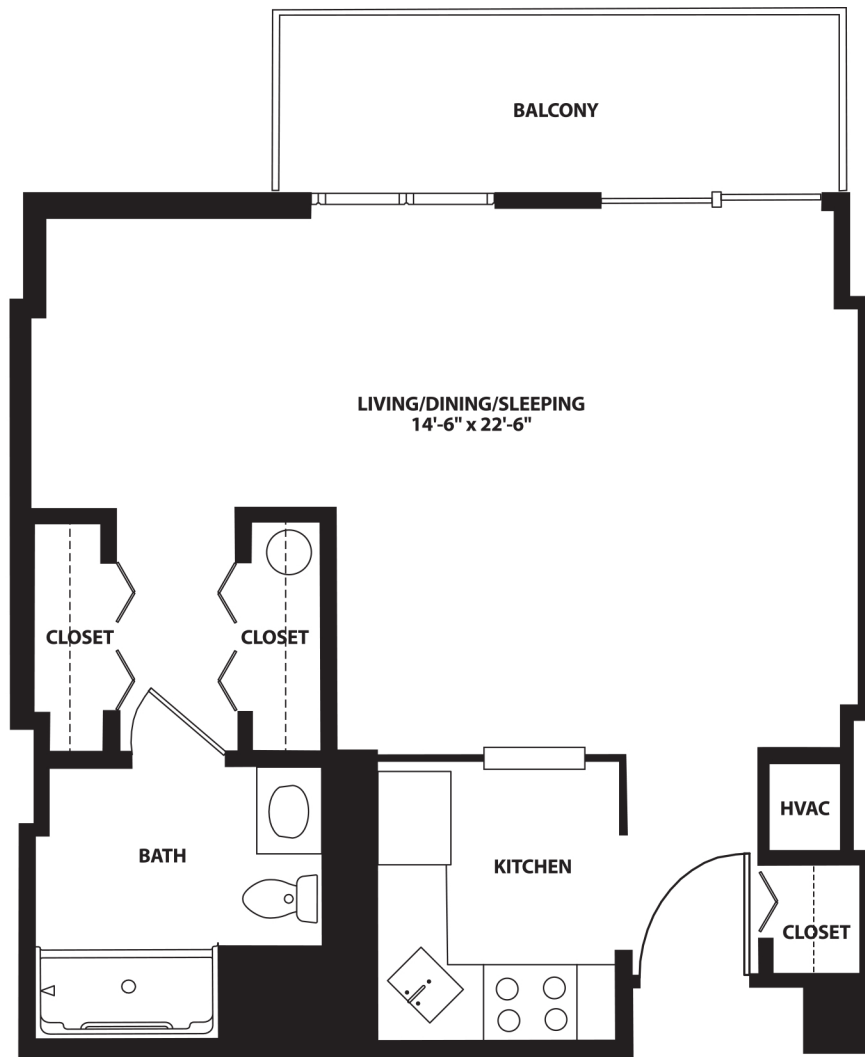 BALCONY
LIVING/DINING/SLEEPING
14'-6" x 22'-6"
CLOSET
CLOSET
HVAC
BATH
KITCHEN
CLOSET